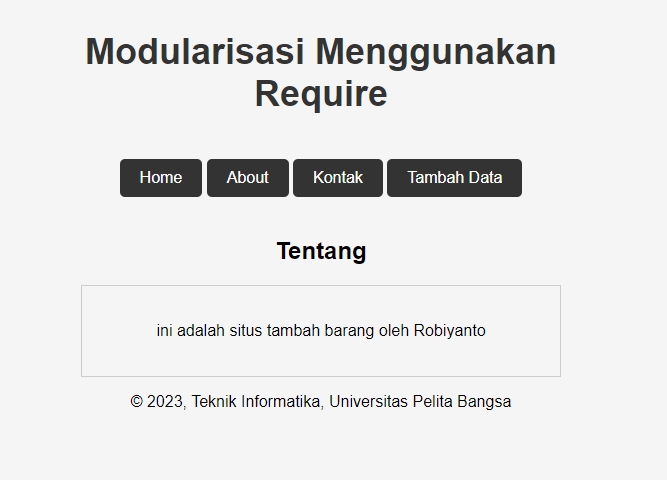 Modularisasi Menggunakan
Require
Home About Kontak Tambah Data
Tentang
ini adalah situs tambah barang oleh Robiyanto
© 2023, Teknik Informatika, Universitas Pelita Bangsa